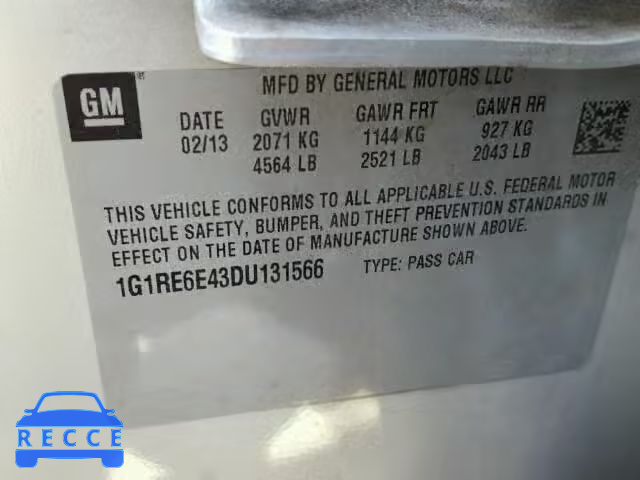 GM
MFD BY GENERAL MOTORS LLC
DATE GVWR GAWR FRT GAWR RR
02/13 2071 KG 1144 KG 927 KG
4564 LB 2521 LB 2043 LB
THIS VEHICLE CONFORMS TO ALL APPLICABLE U.S. FEDERAL MOTOR
VEHICLE SAFETY, BUMPER, AND THEFT PREVENTION STANDARDS IN
EFFECT ON THE DATE OF MANUFACTURE SHOWN ABOVE.
1G1RE6E43DU131566 TYPE: PASS CAR
RECCE